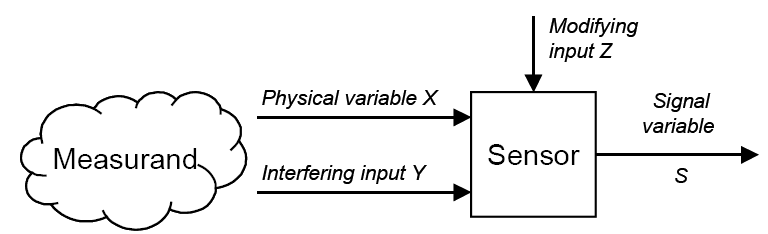 Modifying
input Z
Physical variable X
Signal
variable
Measurand
Sensor
Interfering input Y
S